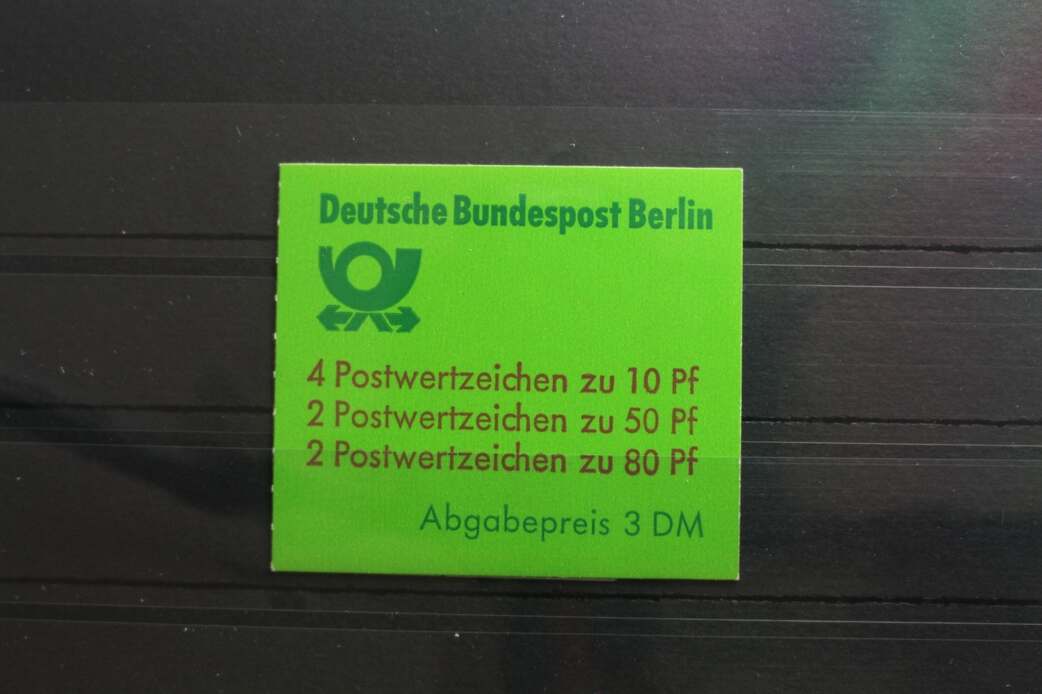 Deutsche Bundespost Berlin
4 Postwertzeichen zu 10 Pf
2 Postwertzeichen zu 50 Pf
2 Postwertzeichen zu 80 Pf
Abgabepreis 3 DM